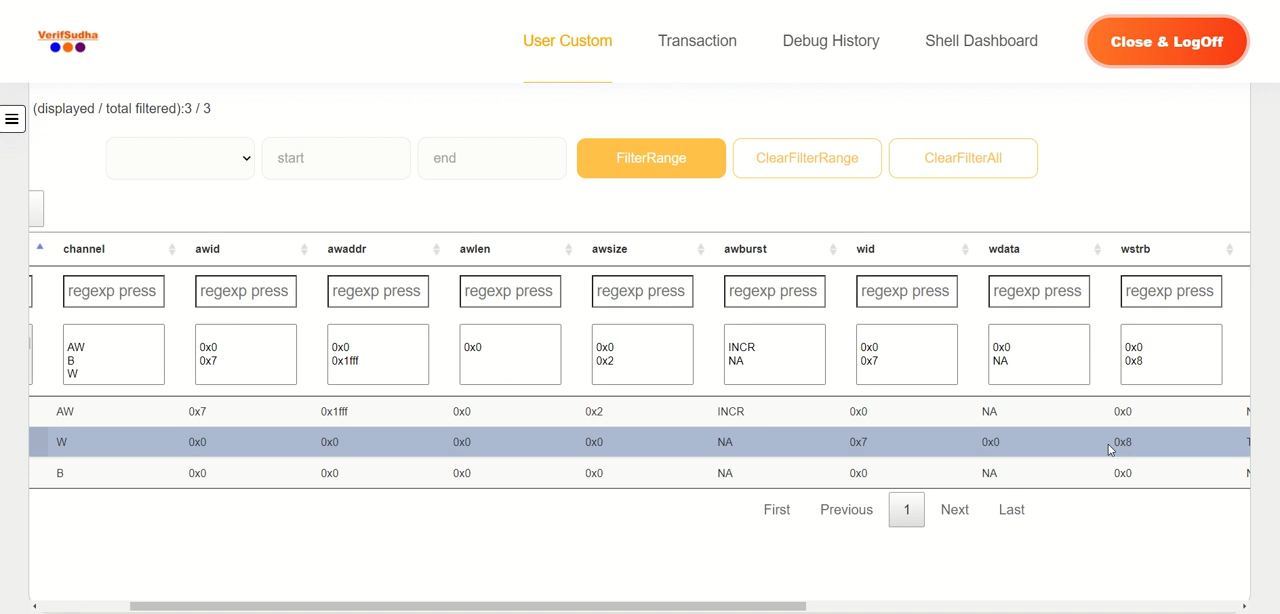 VerifSudha
User Custom Transaction Debug History Shell Dashboard Close & LogOff
(displayed / total filtered):3 / 3
start end FilterRange ClearFilterRange ClearFilterAll
channel awid awaddr awlen awsize awburst wid wdata wstrb
regexp press regexp press regexp press regexp press regexp press regexp press regexp press regexp press regexp press
AW 0x0 0x0 0x0 0x0 INCR 0x0 0x0 0x0
B 0x7 0x1fff 0x2 NA 0x7 NA 0x8
W
AW 0x7 0x1fff 0x0 0x2 INCR 0x0 NA 0x0
W 0x0 0x0 0x0 0x0 NA 0x7 0x0 0x8
B 0x0 0x0 0x0 0x0 NA 0x0 NA 0x0
First Previous 1 Next Last